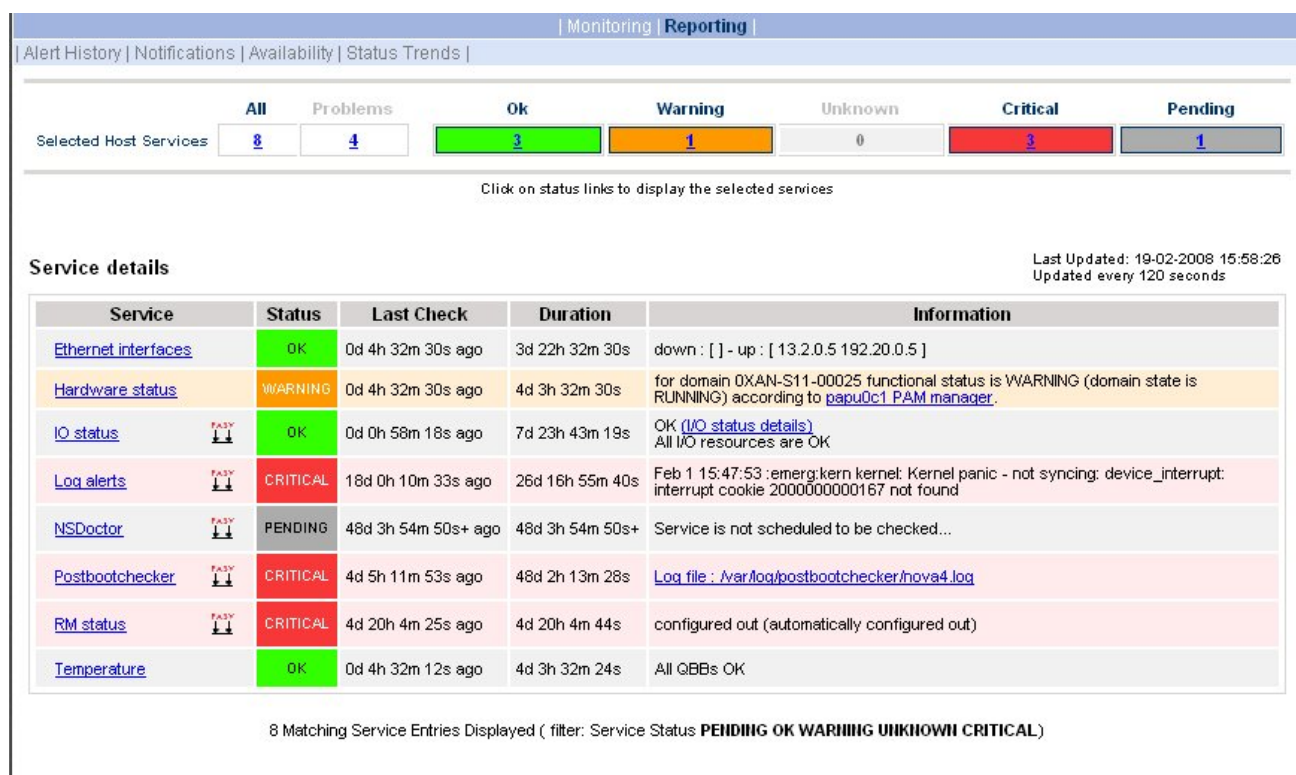 | Monitoring | Reporting |
| Alert History | Notifications | Availability | Status Trends |
All Problems Ok Warning Unknown Critical Pending
Selected Host Services 8 4 3 1 0 3 1
Click on status links to display the selected services
Service details
Last Updated: 19-02-2008 15:58:26
Updated every 120 seconds
Service Status Last Check Duration Information
Ethernet interfaces OK 0d 4h 32m 30s ago 3d 22h 32m 30s down : [ ] - up : [ 13.2.0.5 192.20.0.5 ]
Hardware status WARNING 0d 4h 32m 30s ago 4d 3h 32m 30s for domain 0XAN-S11-00025 functional status is WARNING (domain state is
RUNNING) according to papu0c1 PAM manager.
IO status PASV OK 0d 0h 58m 18s ago 7d 23h 43m 19s OK (I/O status details)
All I/O resources are OK
Log alerts PASV CRITICAL 18d 0h 10m 33s ago 26d 16h 55m 40s Feb 1 15:47:53 :emerg:kern kernel: Kernel panic - not syncing: device_interrupt:
interrupt cookie 2000000000167 not found
NSDoctor PASV PENDING 48d 3h 54m 50s+ ago 48d 3h 54m 50s+ Service is not scheduled to be checked...
Postbootchecker PASV CRITICAL 4d 5h 11m 53s ago 48d 2h 13m 28s Log file : /var/log/postbootchecker/nova4.log
RM status PASV CRITICAL 4d 20h 4m 25s ago 4d 20h 4m 44s configured out (automatically configured out)
Temperature OK 0d 4h 32m 12s ago 4d 3h 32m 24s All QBBs OK
8 Matching Service Entries Displayed ( filter: Service Status PENDING OK WARNING UNKNOWN CRITICAL)